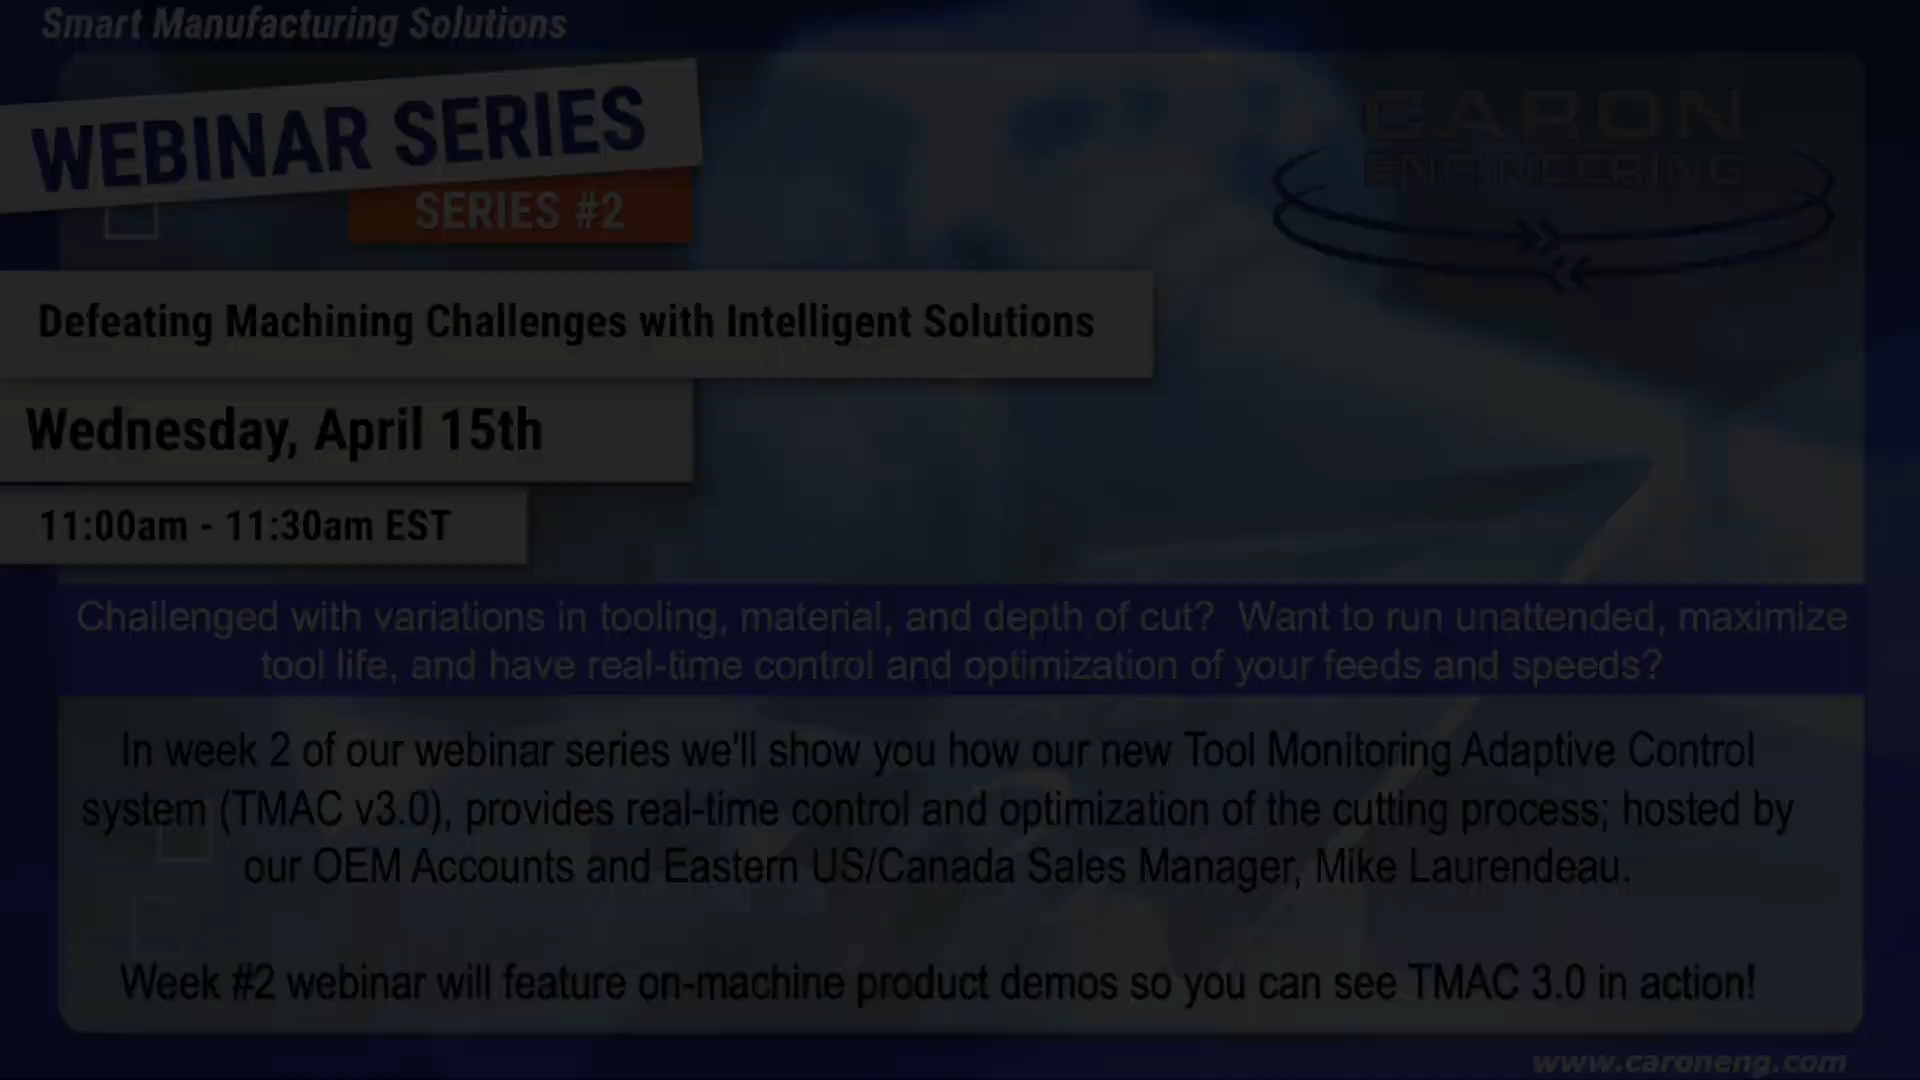 Smart Manufacturing Solutions
WEBINAR SERIES
CARON
ENGINEERING
SERIES #2
Defeating Machining Challenges with Intelligent Solutions
Wednesday, April 15th
11:00am - 11:30am EST
Challenged with variations in tooling, material, and depth of cut? Want to run unattended, maximize
tool life, and have real-time control and optimization of your feeds and speeds?
In week 2 of our webinar series we'll show you how our new Tool Monitoring Adaptive Control
system (TMAC v3.0), provides real-time control and optimization of the cutting process; hosted by
our OEM Accounts and Eastern US/Canada Sales Manager, Mike Laurendeau.
Week #2 webinar will feature on-machine product demos so you can see TMAC 3.0 in action!
www.caroneng.com